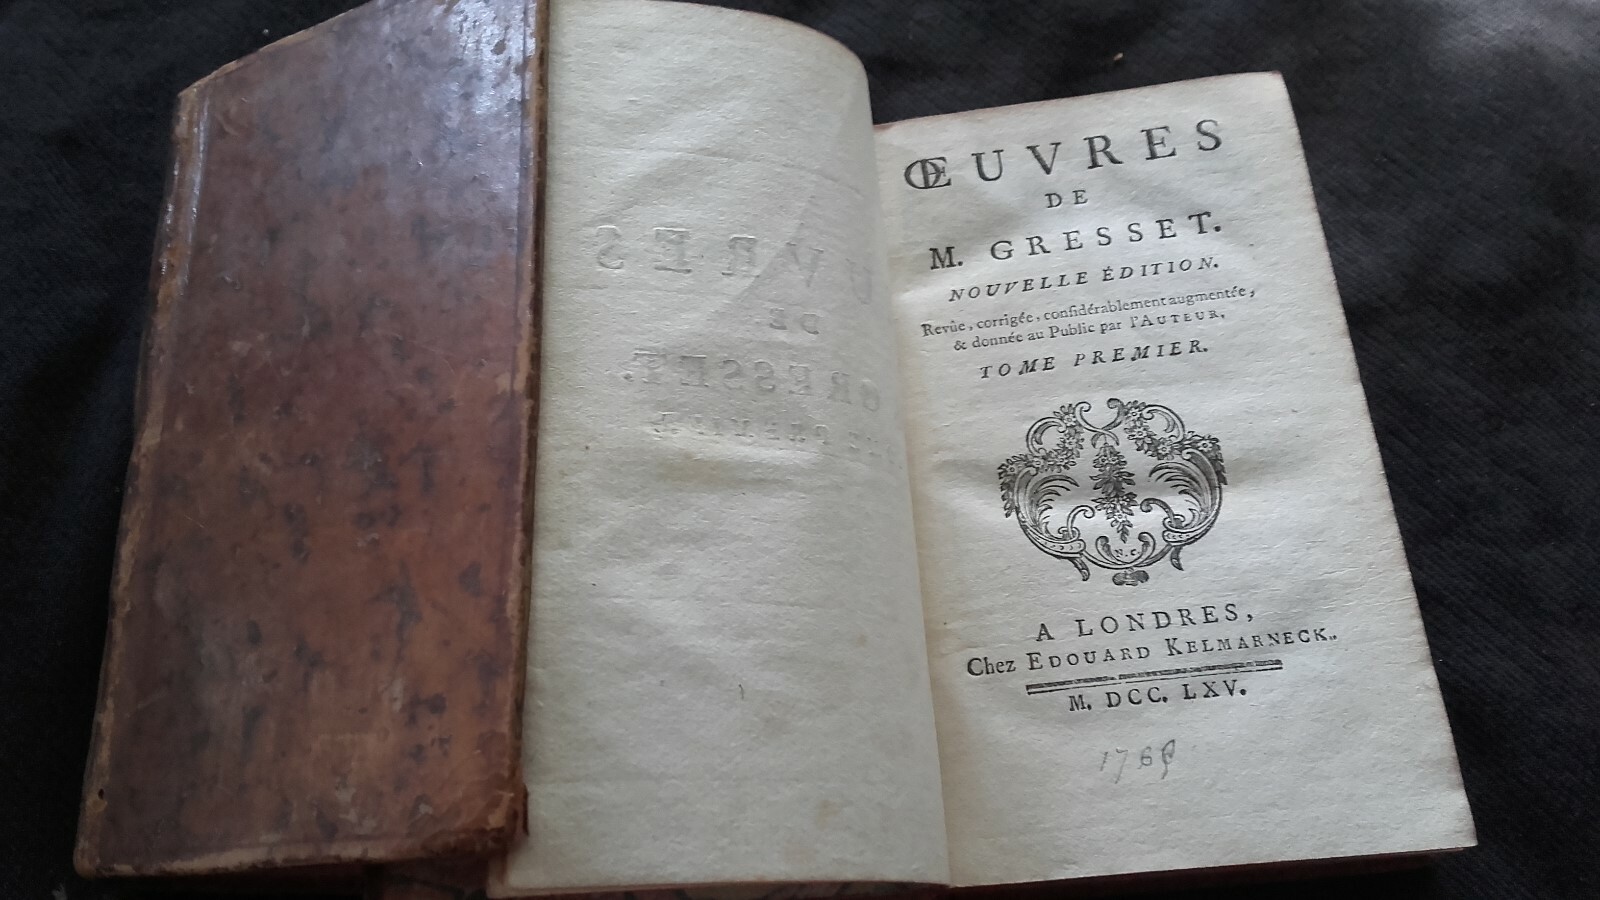 ŒUVRES
DE
M. GRESSET.
NOUVELLE ÉDITION.
Revûe, corrigée, conſidérablement augmentée,
& donnée au Public par l'AUTEUR,
TOME PREMIER.
N. C.
A LONDRES,
Chez EDOUARD KELMARNECK.
M. DCC. LXV.